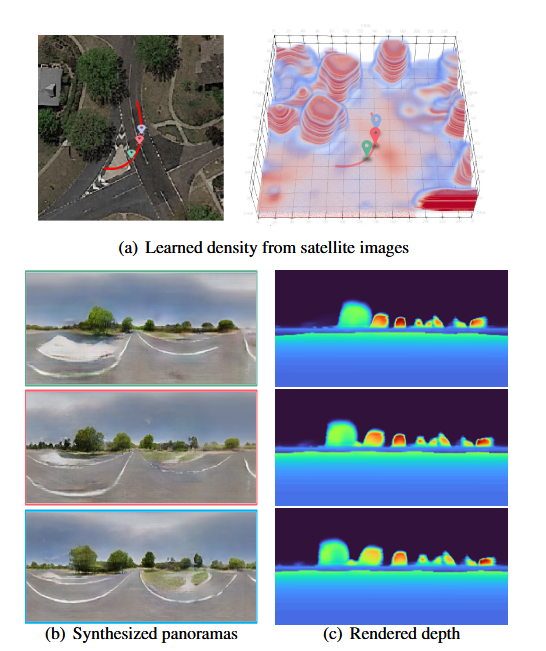 (a) Learned density from satellite images
(b) Synthesized panoramas
(c) Rendered depth